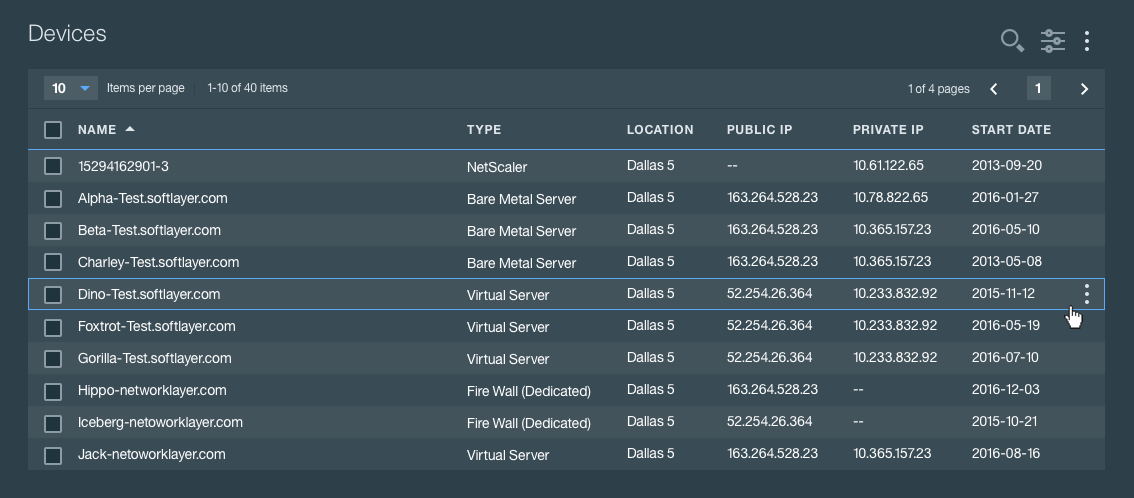 Devices
10 Items per page 1-10 of 40 items 1 of 4 pages 1
NAME TYPE LOCATION PUBLIC IP PRIVATE IP START DATE
15294162901-3 NetScaler Dallas 5 -- 10.61.122.65 2013-09-20
Alpha-Test.softlayer.com Bare Metal Server Dallas 5 163.264.528.23 10.78.822.65 2016-01-27
Beta-Test.softlayer.com Bare Metal Server Dallas 5 163.264.528.23 10.365.157.23 2016-05-10
Charley-Test.softlayer.com Bare Metal Server Dallas 5 163.264.528.23 10.365.157.23 2013-05-08
Dino-Test.softlayer.com Virtual Server Dallas 5 52.254.26.364 10.233.832.92 2015-11-12
Foxtrot-Test.softlayer.com Virtual Server Dallas 5 52.254.26.364 10.233.832.92 2016-05-19
Gorilla-Test.softlayer.com Virtual Server Dallas 5 52.254.26.364 10.233.832.92 2016-07-10
Hippo-networklayer.com Fire Wall (Dedicated) Dallas 5 163.264.528.23 -- 2016-12-03
Iceberg-netoworklayer.com Fire Wall (Dedicated) Dallas 5 52.254.26.364 -- 2015-10-21
Jack-netoworklayer.com Virtual Server Dallas 5 163.264.528.23 10.365.157.23 2016-08-16